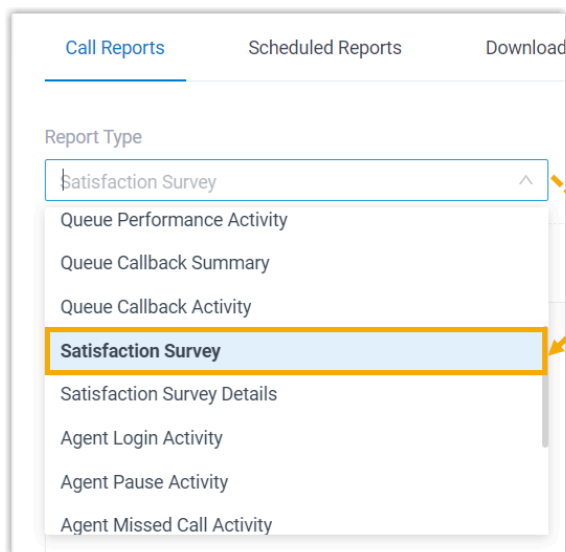 Call Reports Scheduled Reports Download
Report Type
Satisfaction Survey
Queue Performance Activity
Queue Callback Summary
Queue Callback Activity
Satisfaction Survey
Satisfaction Survey Details
Agent Login Activity
Agent Pause Activity
Agent Missed Call Activity